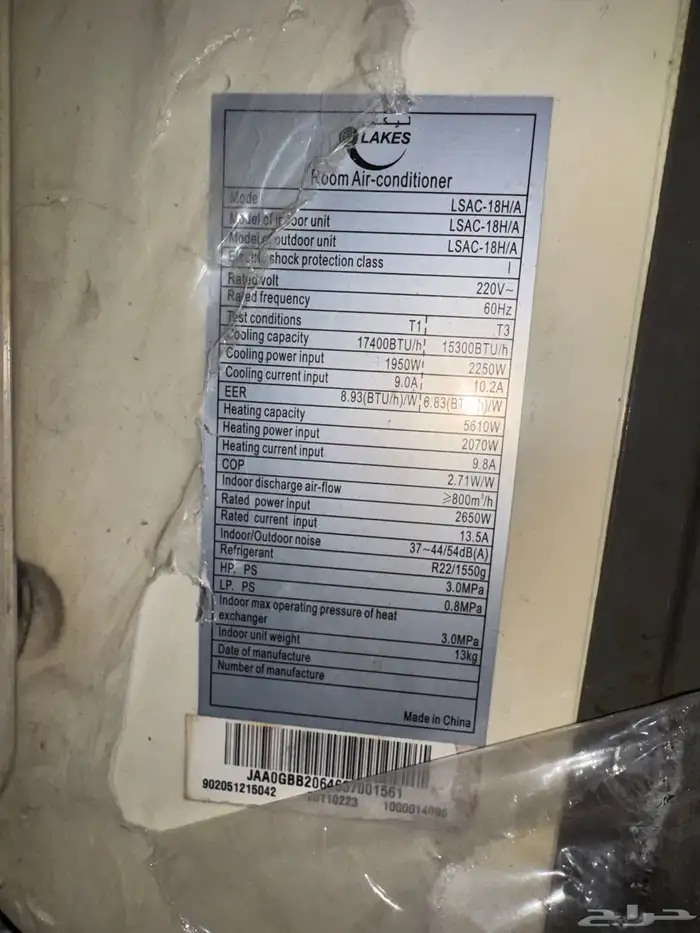 ليكس
LAKES
Room Air-conditioner
Mode LSAC-18H/A
Model of indoor unit LSAC-18H/A
Model of outdoor unit LSAC-18H/A
shock protection class I
Rated volt 220V~
Rated frequency 60Hz
Test conditions T1 T3
Cooling capacity 17400BTU/h 15300BTU/h
Cooling power input 1950W 2250W
Cooling current input 9.0A 10.2A
EER 8.93(BTU/h)/W 6.83(BTU/h)/W
Heating capacity 5610W
Heating power input 2070W
Heating current input 9.8A
COP 2.71W/W
Indoor discharge air-flow ≥800m³/h
Rated power input 2650W
Rated current input 13.5A
Indoor/Outdoor noise 37~44/54dB(A)
Refrigerant R22/1550g
HP. PS 3.0MPa
LP. PS 0.8MPa
Indoor max operating pressure of heat
exchanger 3.0MPa
Indoor unit weight 13kg
Date of manufacture
Number of manufacture
Made in China
902051215042
حراج